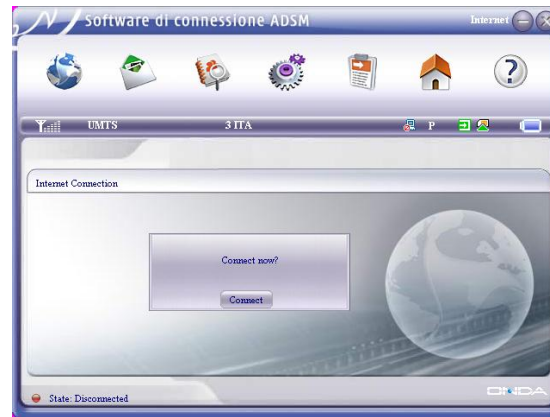 Software di connessione ADSM
Internet
?
UMTS
3 ITA
P
Internet Connection
Connect now?
Connect
State: Disconnected
ONDA